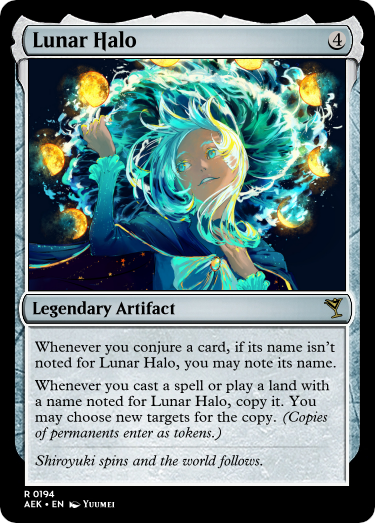 Lunar Halo 4
Legendary Artifact
Whenever you conjure a card, if its name isn't
noted for Lunar Halo, you may note its name.
Whenever you cast a spell or play a land with
a name noted for Lunar Halo, copy it. You
may choose new targets for the copy. (Copies
of permanents enter as tokens.)
Shiroyuki spins and the world follows.
R 0194
AEK • EN Yuumei